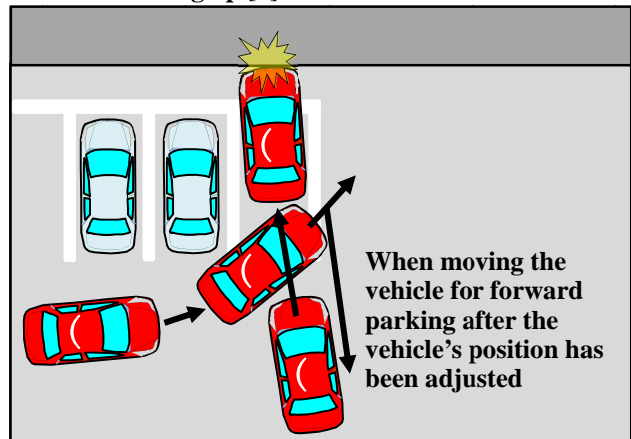 When moving the
vehicle for forward
parking after the
vehicle's position has
been adjusted